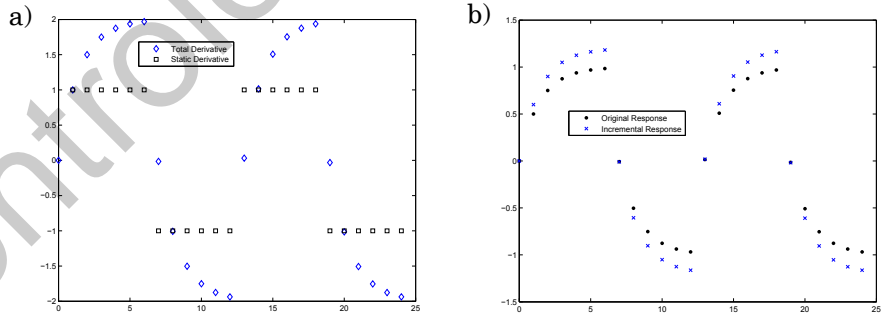 a)
2
1.5
1
0.5
0
−0.5
−1
−1.5
−2
0 5 10 15 20 25
Total Derivative
Static Derivative
b)
1.5
1
0.5
0
−0.5
−1
−1.5
0 5 10 15 20 25
Original Response
Incremental Response